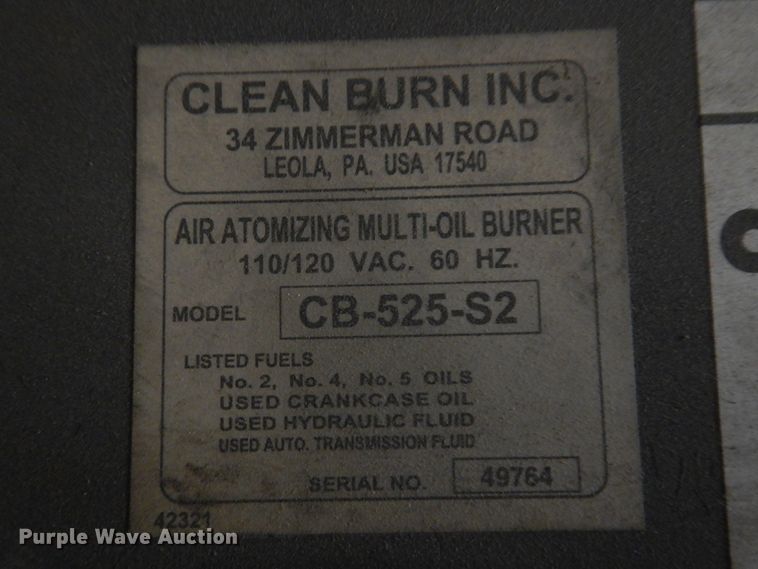 CLEAN BURN INC.
34 ZIMMERMAN ROAD
LEOLA, PA. USA 17540
AIR ATOMIZING MULTI-OIL BURNER
110/120 VAC. 60 HZ.
MODEL CB-525-S2
LISTED FUELS
No. 2, No. 4, No. 5 OILS
USED CRANKCASE OIL
USED HYDRAULIC FLUID
USED AUTO. TRANSMISSION FLUID
SERIAL NO. 49764
42321
Purple Wave Auction